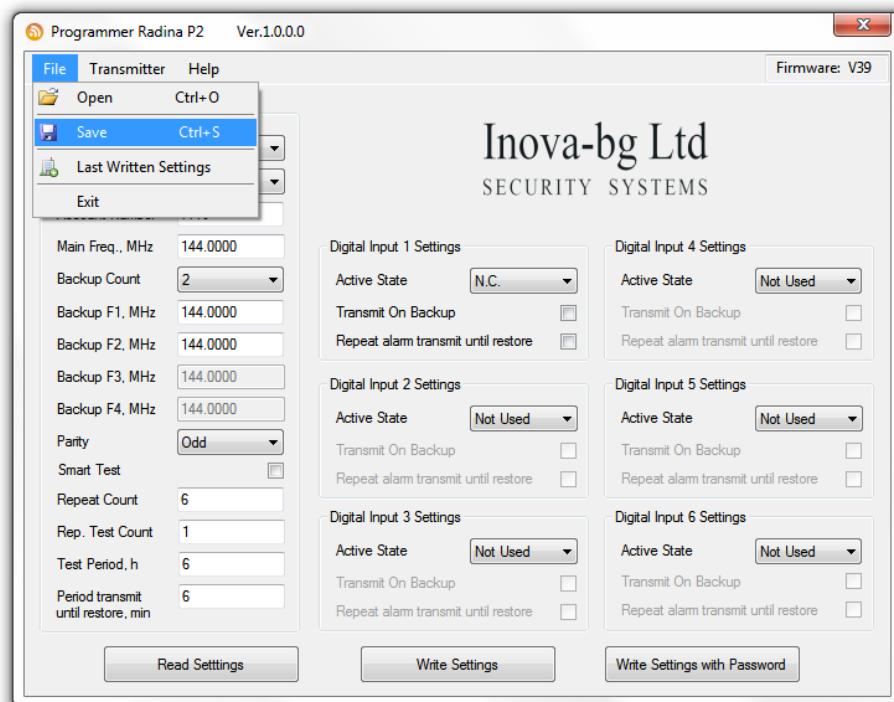 Programmer Radina P2 Ver.1.0.0.0
File Transmitter Help
Firmware: V39
Open Ctrl+O
Save Ctrl+S
Last Written Settings
Exit
Inova-bg Ltd
SECURITY SYSTEMS
Main Freq., MHz 144.0000
Backup Count 2
Backup F1, MHz 144.0000
Backup F2, MHz 144.0000
Backup F3, MHz 144.0000
Backup F4, MHz 144.0000
Parity Odd
Smart Test
Repeat Count 6
Rep. Test Count 1
Test Period, h 6
Period transmit
until restore, min 6
Digital Input 1 Settings
Active State N.C.
Transmit On Backup
Repeat alarm transmit until restore
Digital Input 2 Settings
Active State Not Used
Transmit On Backup
Repeat alarm transmit until restore
Digital Input 3 Settings
Active State Not Used
Transmit On Backup
Repeat alarm transmit until restore
Digital Input 4 Settings
Active State Not Used
Transmit On Backup
Repeat alarm transmit until restore
Digital Input 5 Settings
Active State Not Used
Transmit On Backup
Repeat alarm transmit until restore
Digital Input 6 Settings
Active State Not Used
Transmit On Backup
Repeat alarm transmit until restore
Read Setttings
Write Settings
Write Settings with Password